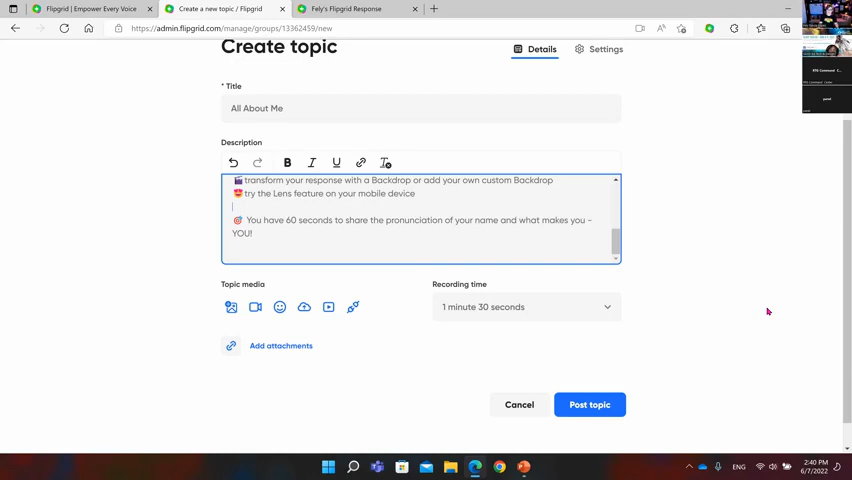 Flipgrid | Empower Every Voice
Create a new topic / Flipgrid
Fely's Flipgrid Response
https://admin.flipgrid.com/manage/groups/13362459/new
Create topic
Details
Settings
* Title
All About Me
Description
B I U
transform your response with a Backdrop or add your own custom Backdrop
try the Lens feature on your mobile device
You have 60 seconds to share the pronunciation of your name and what makes you -
YOU!
Topic media
Recording time
1 minute 30 seconds
Add attachments
Cancel
Post topic
ENG
2:40 PM
6/7/2022